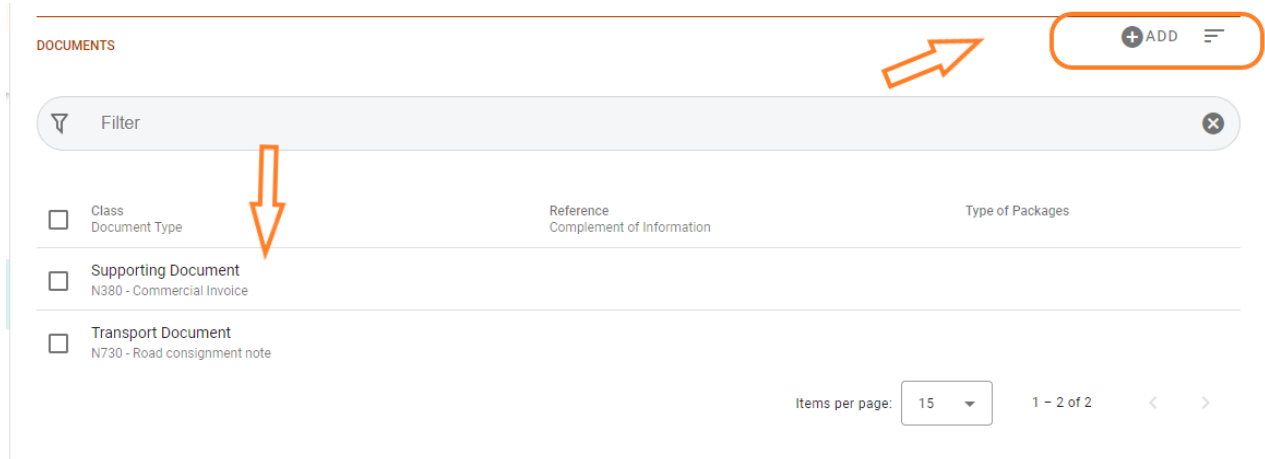 DOCUMENTS
ADD
Filter
Class
Document Type
Reference
Complement of Information
Type of Packages
Supporting Document
N380 - Commercial Invoice
Transport Document
N730 - Road consignment note
Items per page:
15
1 – 2 of 2